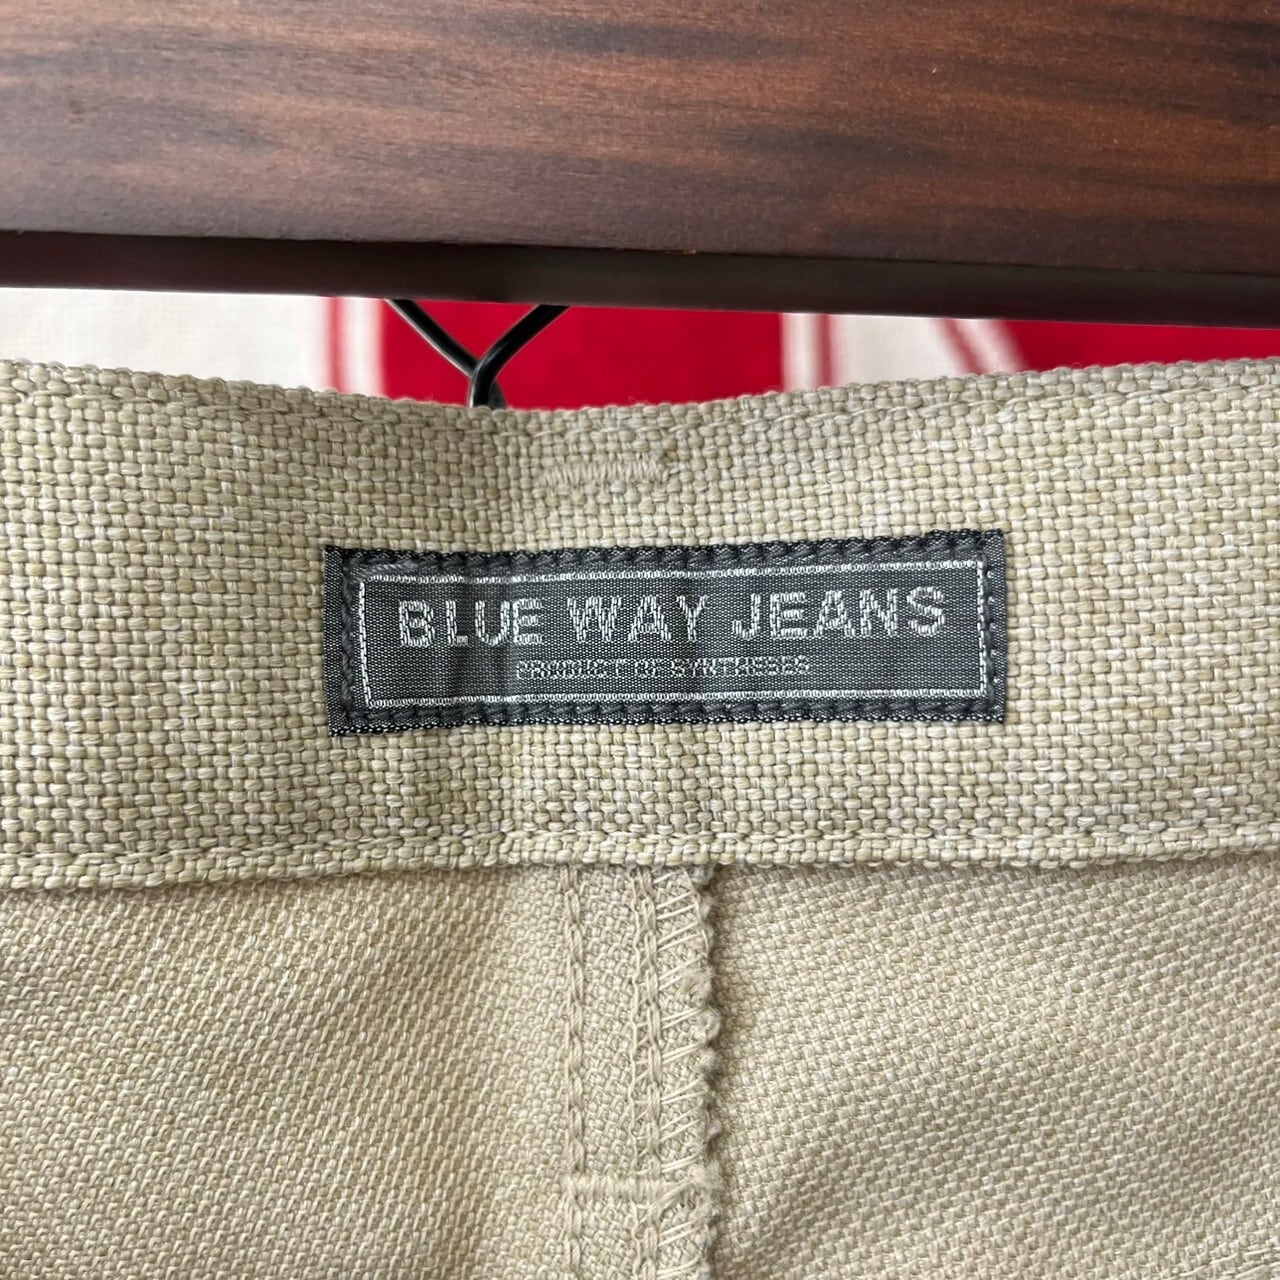 BLUE WAY JEANS
PRODUCT OF SYNTHESES